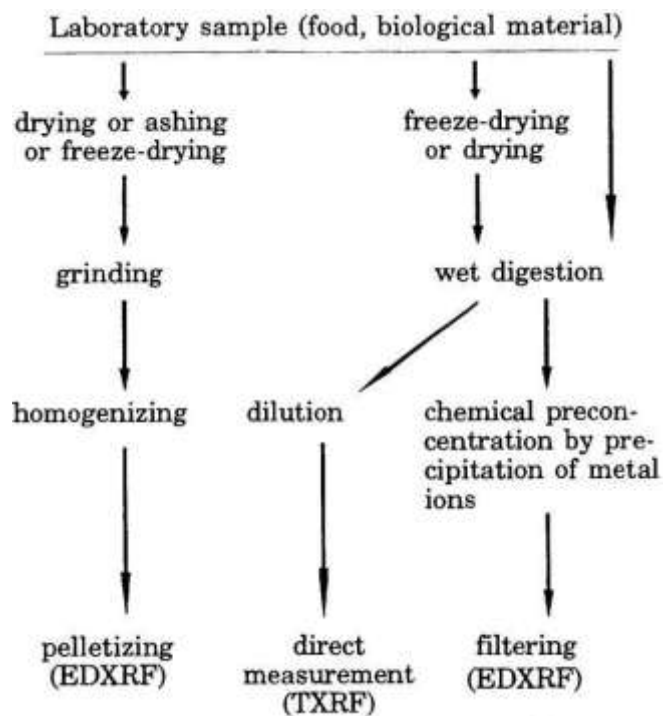 Laboratory sample (food, biological material)
drying or ashing
or freeze-drying
freeze-drying
or drying
grinding
wet digestion
homogenizing
dilution
chemical precon-
centration by pre-
cipitation of metal
ions
pelletizing
(EDXRF)
direct
measurement
(TXRF)
filtering
(EDXRF)